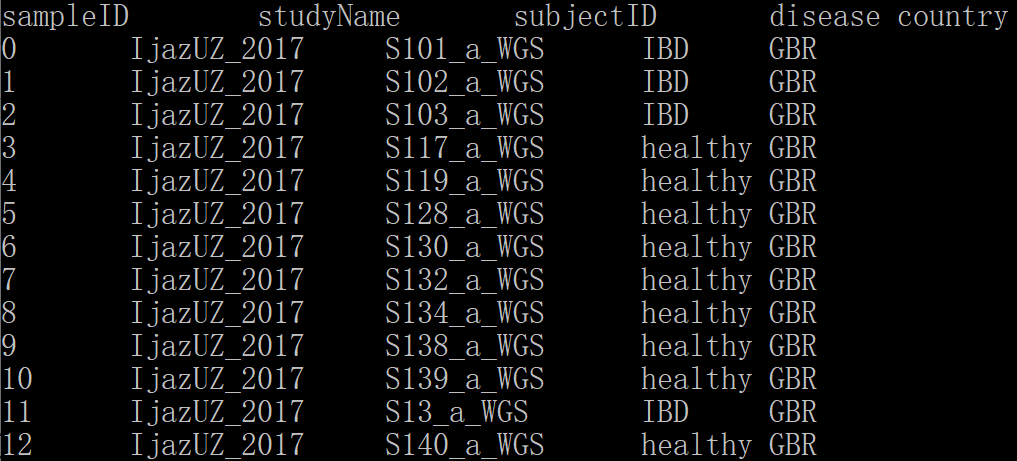 sampleID studyName subjectID disease country
0 IjazUZ_2017 S101_a_WGS IBD GBR
1 IjazUZ_2017 S102_a_WGS IBD GBR
2 IjazUZ_2017 S103_a_WGS IBD GBR
3 IjazUZ_2017 S117_a_WGS healthy GBR
4 IjazUZ_2017 S119_a_WGS healthy GBR
5 IjazUZ_2017 S128_a_WGS healthy GBR
6 IjazUZ_2017 S130_a_WGS healthy GBR
7 IjazUZ_2017 S132_a_WGS healthy GBR
8 IjazUZ_2017 S134_a_WGS healthy GBR
9 IjazUZ_2017 S138_a_WGS healthy GBR
10 IjazUZ_2017 S139_a_WGS healthy GBR
11 IjazUZ_2017 S13_a_WGS IBD GBR
12 IjazUZ_2017 S140_a_WGS healthy GBR